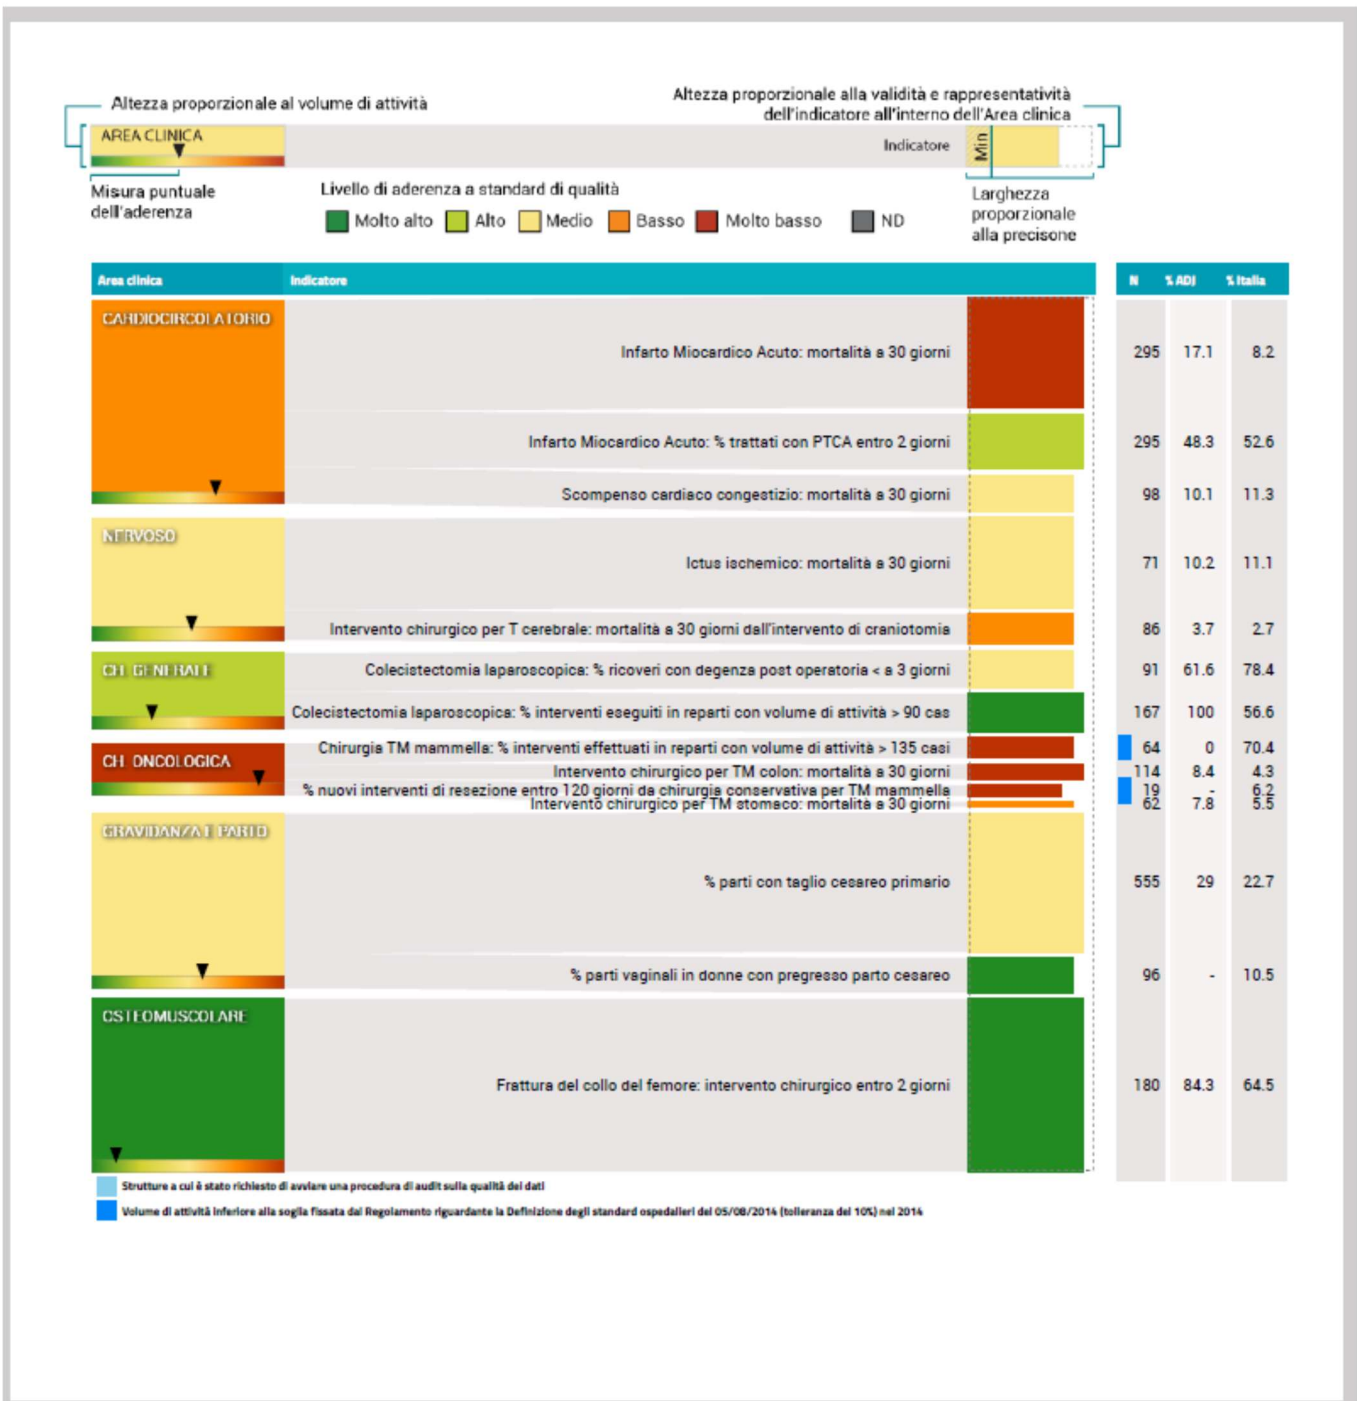 Altezza proporzionale al volume di attività
Altezza proporzionale alla validità e rappresentatività
dell'indicatore all'interno dell'Area clinica
AREA CLINICA
Indicatore
Min
Misura puntuale
dell'aderenza
Livello di aderenza a standard di qualità
Molto alto Alto Medio Basso Molto basso ND
Larghezza
proporzionale
alla precisone
Area clinica Indicatore N % ADJ % Italia
CARDIOCIRCOLATORIO
Infarto Miocardico Acuto: mortalità a 30 giorni 295 17.1 8.2
Infarto Miocardico Acuto: % trattati con PTCA entro 2 giorni 295 48.3 52.6
Scompenso cardiaco congestizio: mortalità a 30 giorni 98 10.1 11.3
NERVOSO
Ictus ischemico: mortalità a 30 giorni 71 10.2 11.1
Intervento chirurgico per T cerebrale: mortalità a 30 giorni dall'intervento di craniotomia 86 3.7 2.7
CH. GENERALE
Colecistectomia laparoscopica: % ricoveri con degenza post operatoria < a 3 giorni 91 61.6 78.4
Colecistectomia laparoscopica: % interventi eseguiti in reparti con volume di attività > 90 cas 167 100 56.6
CH. ONCOLOGICA
Chirurgia TM mammella: % interventi effettuati in reparti con volume di attività > 135 casi 64 0 70.4
Intervento chirurgico per TM colon: mortalità a 30 giorni 114 8.4 4.3
% nuovi interventi di resezione entro 120 giorni da chirurgia conservativa per TM mammella 19 - 6.2
Intervento chirurgico per TM stomaco: mortalità a 30 giorni 62 7.8 5.5
GRAVIDANZA E PARTO
% parti con taglio cesareo primario 555 29 22.7
% parti vaginali in donne con pregresso parto cesareo 96 - 10.5
OSTEOMUSCOLARE
Frattura del collo del femore: intervento chirurgico entro 2 giorni 180 84.3 64.5
Strutture a cui è stato richiesto di avviare una procedura di audit sulla qualità dei dati
Volume di attività inferiore alla soglia fissata dal Regolamento riguardante la Definizione degli standard ospedalieri del 05/08/2014 (tolleranza del 10%) nel 2014